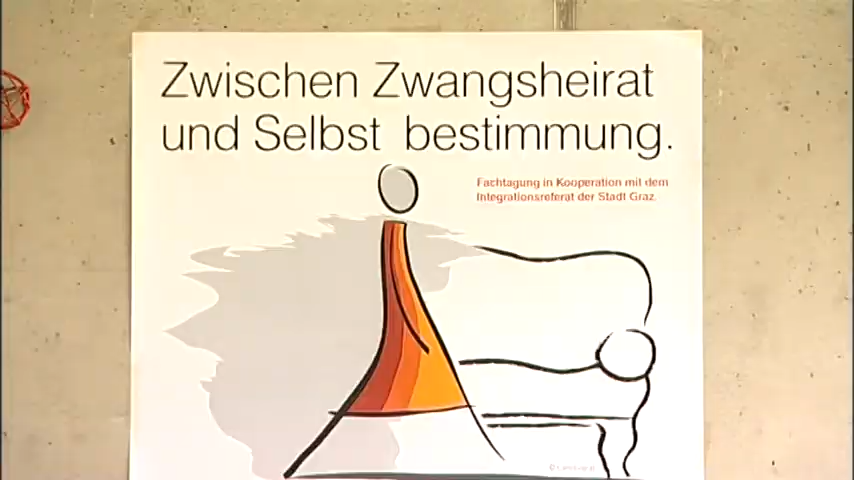 Zwischen Zwangsheirat
und Selbst bestimmung.
Fachtagung in Kooperation mit dem
Integrationsreferat der Stadt Graz.